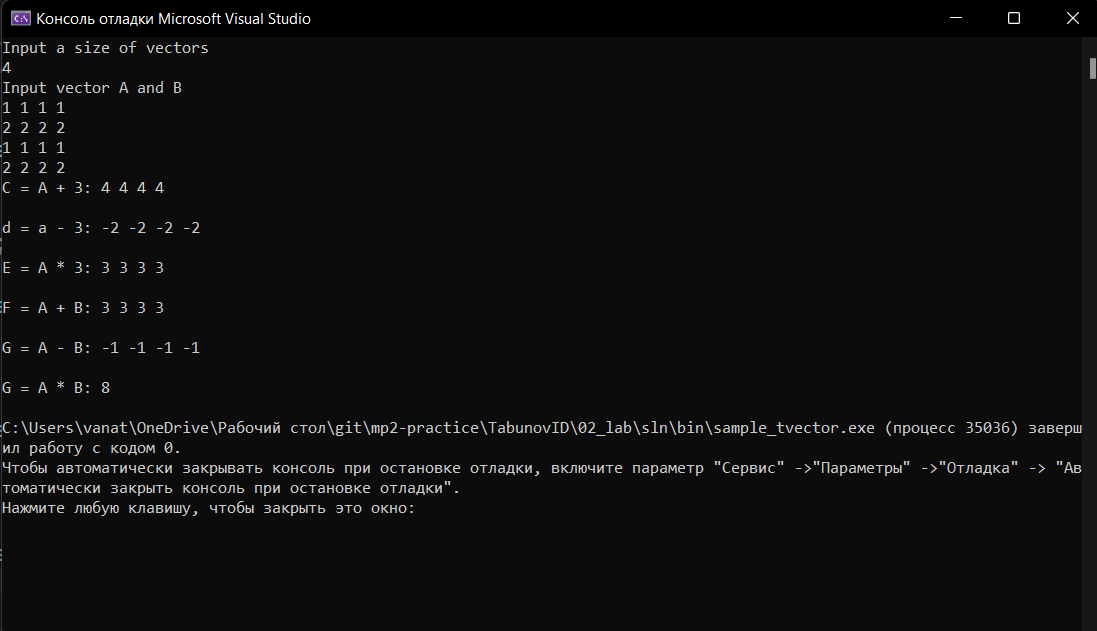 Консоль отладки Microsoft Visual Studio
Input a size of vectors
4
Input vector A and B
1 1 1 1
2 2 2 2
1 1 1 1
2 2 2 2
C = A + 3: 4 4 4 4
d = a - 3: -2 -2 -2 -2
E = A * 3: 3 3 3 3
F = A + B: 3 3 3 3
G = A - B: -1 -1 -1 -1
G = A * B: 8
C:\Users\vanat\OneDrive\Рабочий стол\git\mp2-practice\TabunovID\02_lab\sln\bin\sample_tvector.exe (процесс 35036) заверш
ил работу с кодом 0.
Чтобы автоматически закрывать консоль при остановке отладки, включите параметр "Сервис" ->"Параметры" ->"Отладка" -> "Ав
томатически закрыть консоль при остановке отладки".
Нажмите любую клавишу, чтобы закрыть это окно: